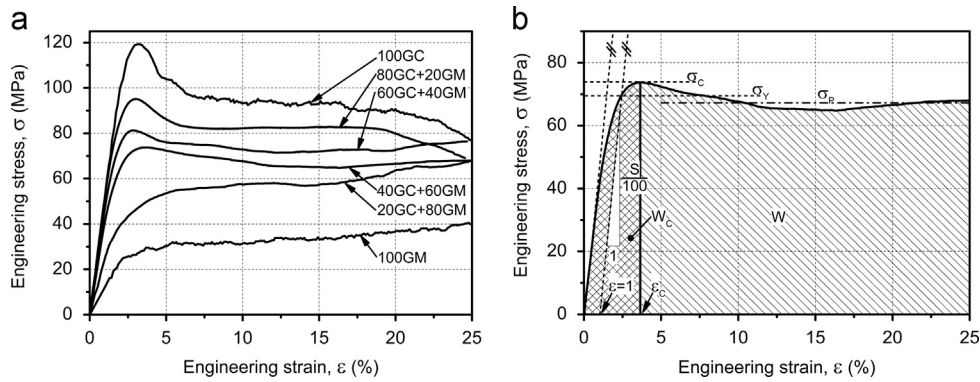 a
Engineering stress, σ (MPa)
120
100
80
60
40
20
0
100GC
80GC+20GM
60GC+40GM
40GC+60GM
20GC+80GM
100GM
0 5 10 15 20 25
Engineering strain, ε (%)
b
Engineering stress, σ (MPa)
80
60
40
20
0
σC
σY
σP
S
100
WC
W
1
ε=1
εC
0 5 10 15 20 25
Engineering strain, ε (%)